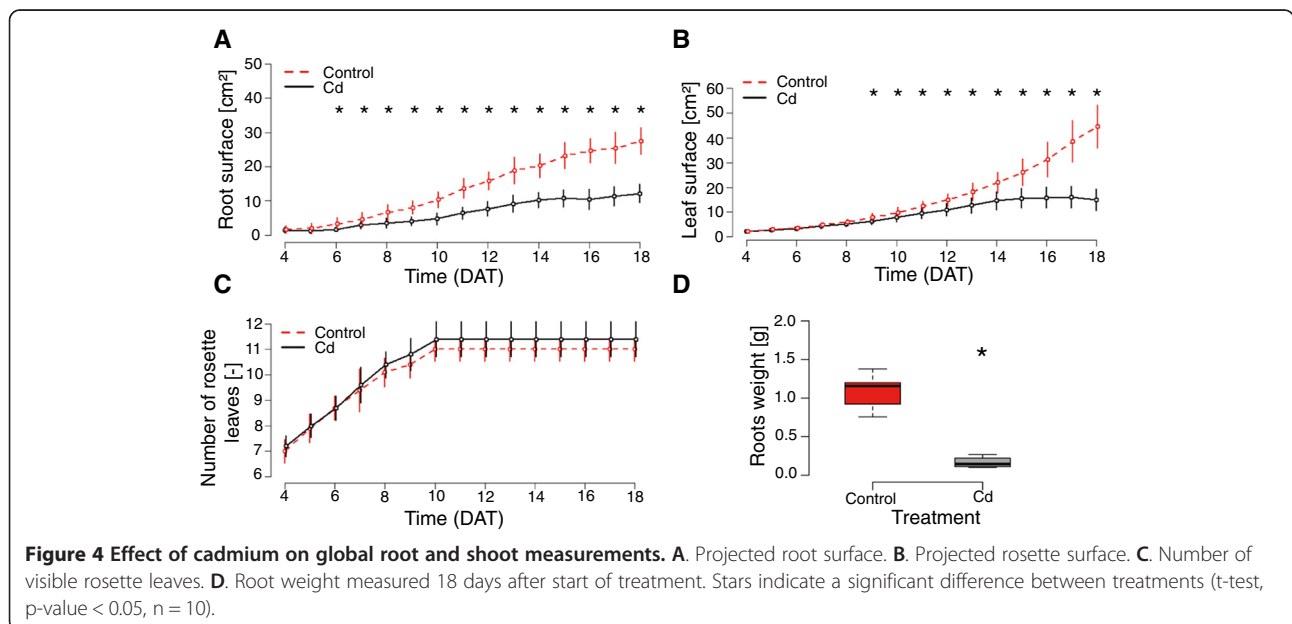 A
Root surface [cm²]
50
40
30
20
10
0
Control
Cd
* * * * * * * * * * * * *
4 6 8 10 12 14 16 18
Time (DAT)
B
Leaf surface [cm²]
60
50
40
30
20
10
0
Control
Cd
* * * * * * * * * *
4 6 8 10 12 14 16 18
Time (DAT)
C
Number of rosette
leaves [-]
12
11
10
9
8
7
6
Control
Cd
4 6 8 10 12 14 16 18
Time (DAT)
D
Roots weight [g]
2.0
1.5
1.0
0.5
0.0
*
Control Cd
Treatment
Figure 4 Effect of cadmium on global root and shoot measurements. A. Projected root surface. B. Projected rosette surface. C. Number of
visible rosette leaves. D. Root weight measured 18 days after start of treatment. Stars indicate a significant difference between treatments (t-test,
p-value < 0.05, n = 10).